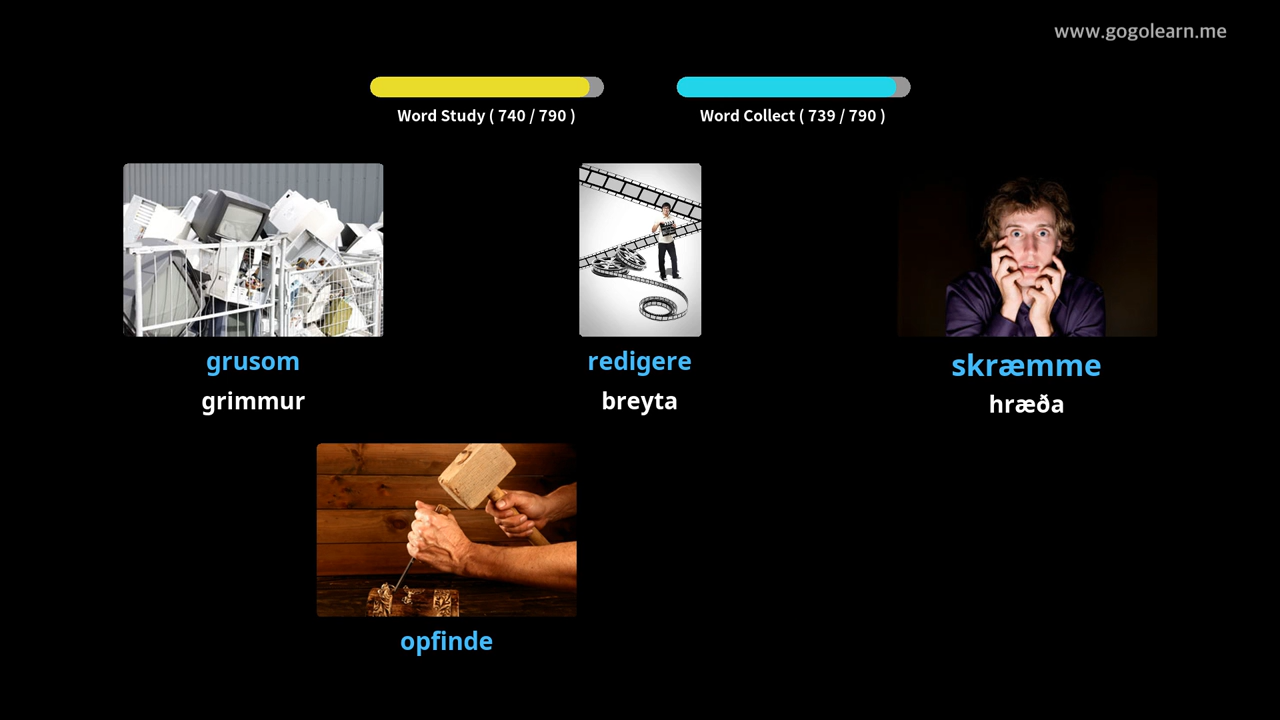 www.gogolearn.me
Word Study ( 740 / 790 )
Word Collect ( 739 / 790 )
grusom
grimmur
redigere
breyta
skræmme
hræða
opfinde